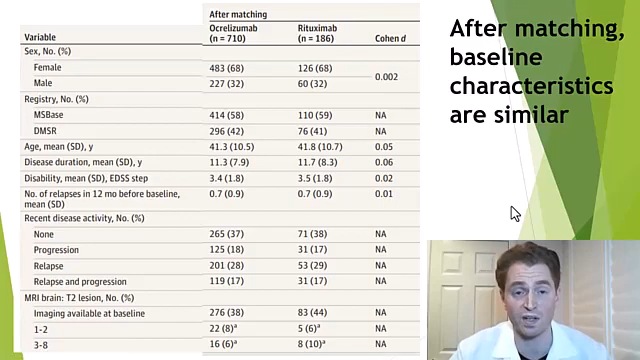 After matching
Variable Ocrelizumab (n = 710) Rituximab (n = 186) Cohen d
Sex, No. (%)
Female 483 (68) 126 (68) 0.002
Male 227 (32) 60 (32)
Registry, No. (%)
MSBase 414 (58) 110 (59) NA
DMSR 296 (42) 76 (41) NA
Age, mean (SD), y 41.3 (10.5) 41.8 (10.7) 0.05
Disease duration, mean (SD), y 11.3 (7.9) 11.7 (8.3) 0.06
Disability, mean (SD), EDSS step 3.4 (1.8) 3.5 (1.8) 0.02
No. of relapses in 12 mo before baseline, 0.7 (0.9) 0.7 (0.9) 0.01
mean (SD)
Recent disease activity, No. (%)
None 265 (37) 71 (38) NA
Progression 125 (18) 31 (17) NA
Relapse 201 (28) 53 (29) NA
Relapse and progression 119 (17) 31 (17) NA
MRI brain: T2 lesion, No. (%)
Imaging available at baseline 276 (38) 83 (44) NA
1-2 22 (8)ᵃ 5 (6)ᵃ NA
3-8 16 (6)ᵃ 8 (10)ᵃ NA
After matching,
baseline
characteristics
are similar